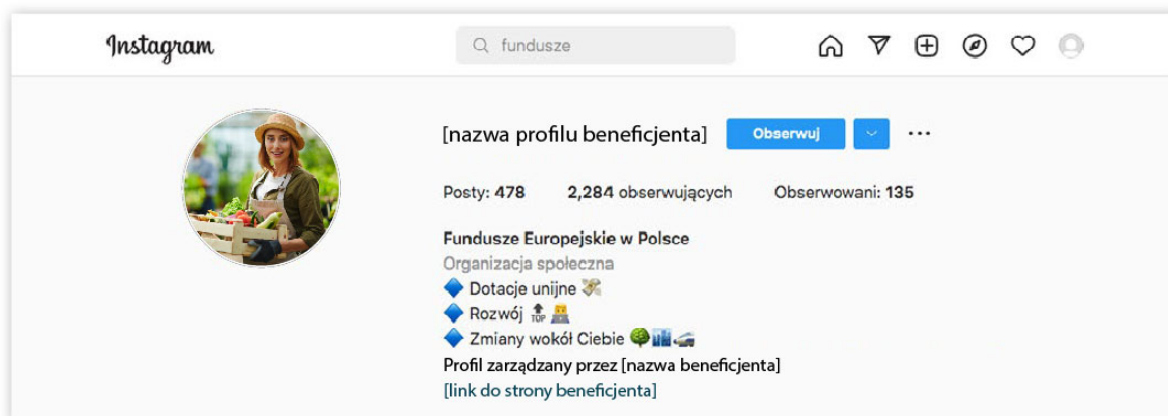 Instagram
fundusze
[nazwa profilu beneficjenta] Obserwuj ...
Posty: 478 2,284 obserwujących Obserwowani: 135
Fundusze Europejskie w Polsce
Organizacja społeczna
🔷 Dotacje unijne 💸
🔷 Rozwój 🔝 👨‍💻
🔷 Zmiany wokół Ciebie 🌳🏙️🚅
Profil zarządzany przez [nazwa beneficjenta]
[link do strony beneficjenta]